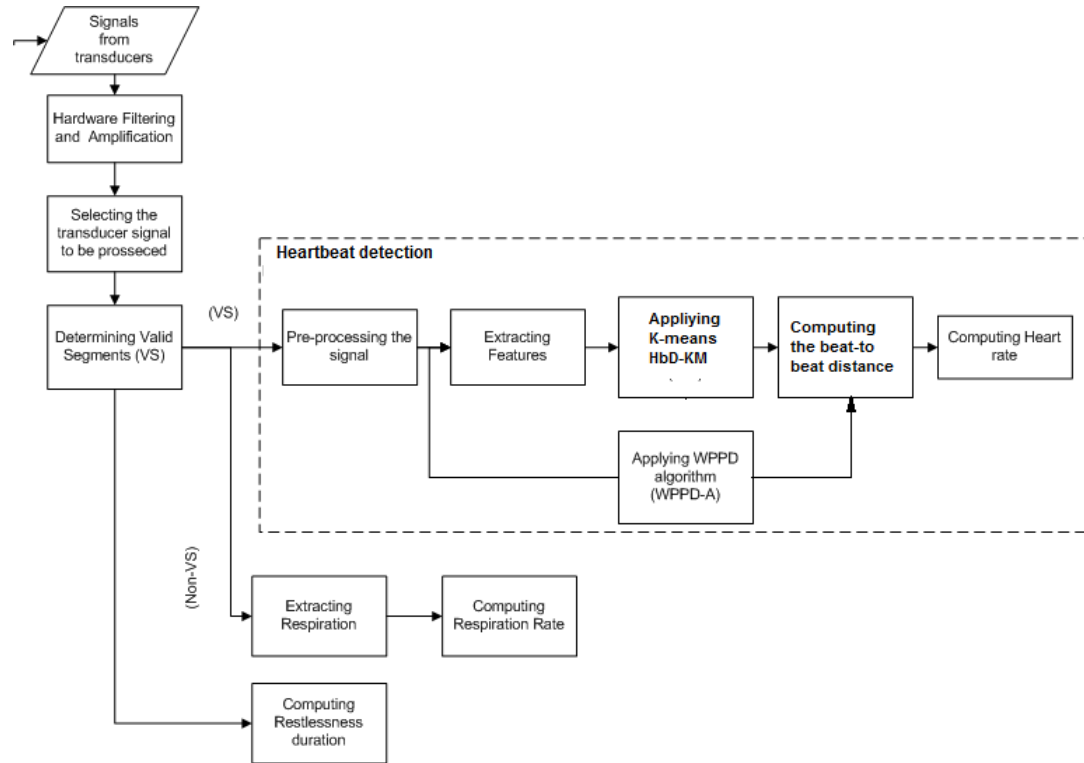 Signals
from
transducers
Hardware Filtering
and Amplification
Selecting the
transducer signal
to be prosseced
Determining Valid
Segments (VS)
(VS)
(Non-VS)
Heartbeat detection
Pre-processing the
signal
Extracting
Features
Appliying
K-means
HbD-KM
Computing
the beat-to
beat distance
Computing Heart
rate
Applying WPPD
algorithm
(WPPD-A)
Extracting
Respiration
Computing
Respiration Rate
Computing
Restlessness
duration